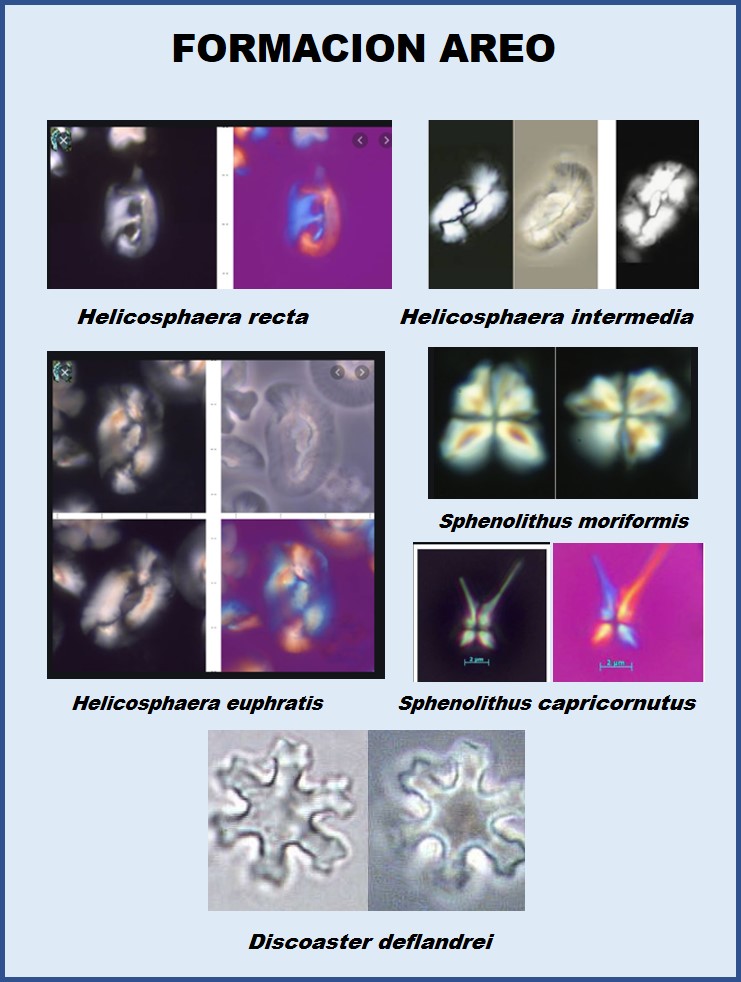 FORMACION AREO
Helicosphaera recta
Helicosphaera intermedia
Sphenolithus moriformis
2 µm
2 µm
Helicosphaera euphratis
Sphenolithus capricornutus
Discoaster deflandrei